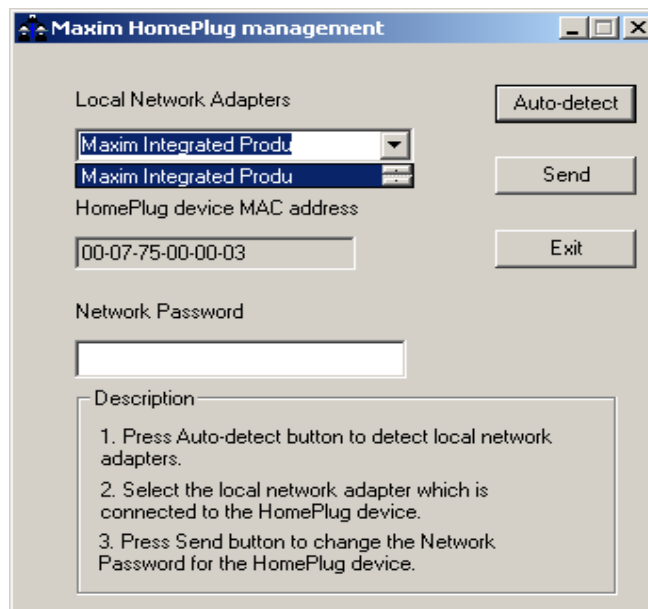 Maxim HomePlug management
Local Network Adapters
Auto-detect
Maxim Integrated Produ
Maxim Integrated Produ
Send
HomePlug device MAC address
00-07-75-00-00-03
Exit
Network Password
Description
1. Press Auto-detect button to detect local network
adapters.
2. Select the local network adapter which is
connected to the HomePlug device.
3. Press Send button to change the Network
Password for the HomePlug device.